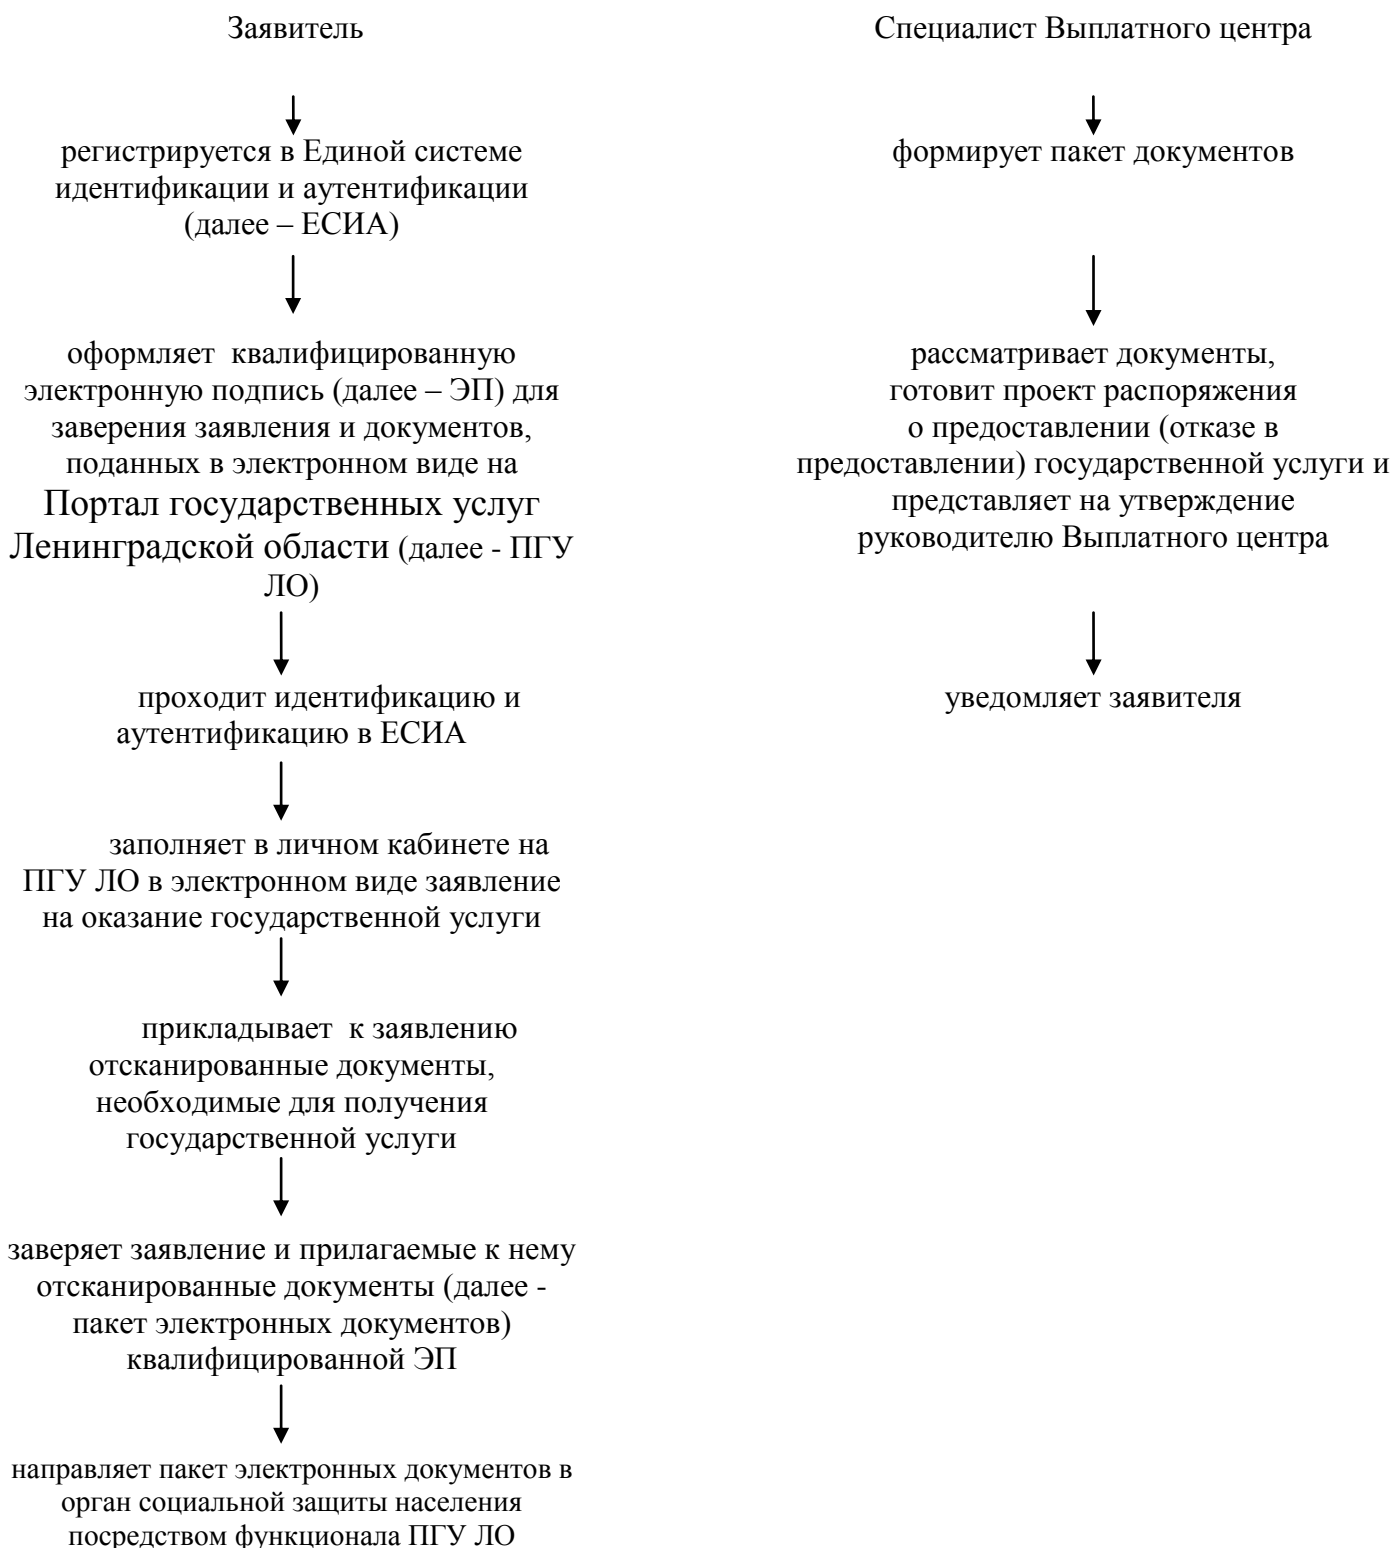 Заявитель
регистрируется в Единой системе
идентификации и аутентификации
(далее – ЕСИА)
оформляет квалифицированную
электронную подпись (далее – ЭП) для
заверения заявления и документов,
поданных в электронном виде на
Портал государственных услуг
Ленинградской области (далее - ПГУ
ЛО)
проходит идентификацию и
аутентификацию в ЕСИА
заполняет в личном кабинете на
ПГУ ЛО в электронном виде заявление
на оказание государственной услуги
прикладывает к заявлению
отсканированные документы,
необходимые для получения
государственной услуги
заверяет заявление и прилагаемые к нему
отсканированные документы (далее -
пакет электронных документов)
квалифицированной ЭП
направляет пакет электронных документов в
орган социальной защиты населения
посредством функционала ПГУ ЛО
Специалист Выплатного центра
формирует пакет документов
рассматривает документы,
готовит проект распоряжения
о предоставлении (отказе в
предоставлении) государственной услуги и
представляет на утверждение
руководителю Выплатного центра
уведомляет заявителя